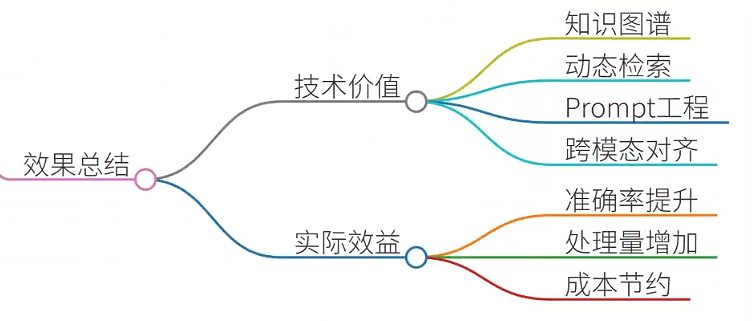 效果总结
技术价值
知识图谱
动态检索
Prompt工程
跨模态对齐
实际效益
准确率提升
处理量增加
成本节约